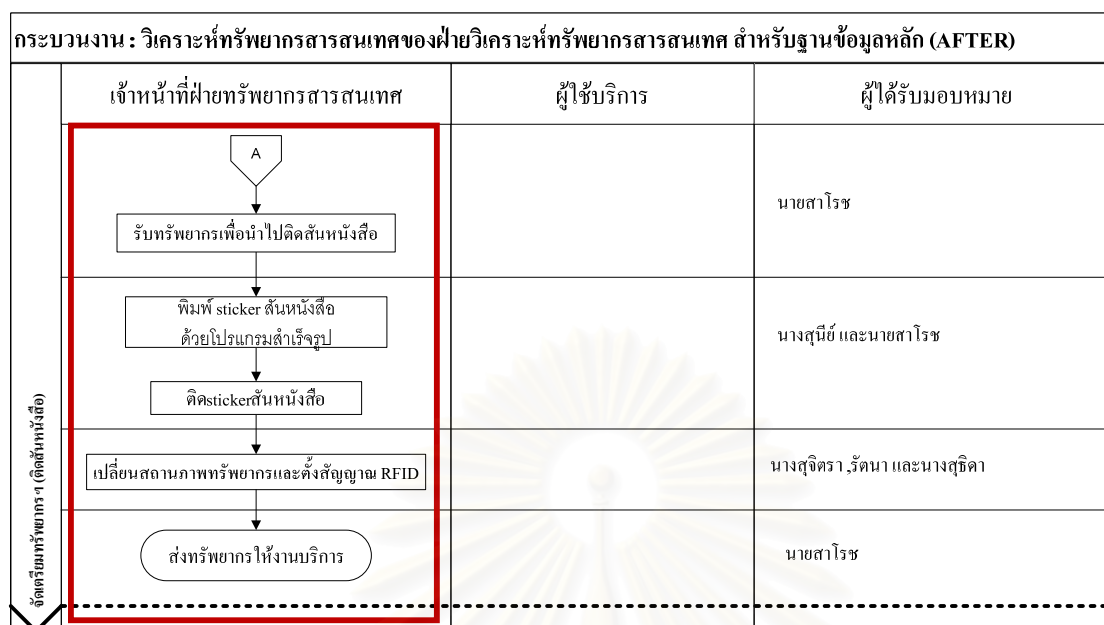 กระบวนงาน : วิเคราะห์ทรัพยากรสารสนเทศของฝ่ายวิเคราะห์ทรัพยากรสารสนเทศ สำหรับฐานข้อมูลหลัก (AFTER)
เจ้าหน้าที่ฝ่ายทรัพยากรสารสนเทศ
ผู้ใช้บริการ
ผู้ได้รับมอบหมาย
A
รับทรัพยากรเพื่อนำไปติดสันหนังสือ
นายสาโรช
พิมพ์ sticker สันหนังสือ
ด้วยโปรแกรมสำเร็จรูป
นางสุนีย์ และนายสาโรช
ติดstickerสันหนังสือ
เปลี่ยนสถานภาพทรัพยากรและตั้งสัญญาณ RFID
นางสุจิตรา ,รัตนา และนางสุธิดา
ส่งทรัพยากรให้งานบริการ
นายสาโรช
จัดเตรียมทรัพยากรฯ (ติดสันหนังสือ)